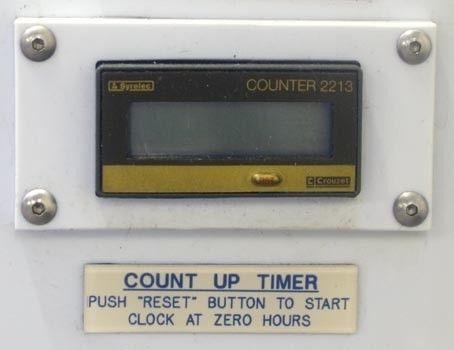 Syrelec
COUNTER 2213
Crouzet
COUNT UP TIMER
PUSH "RESET" BUTTON TO START
CLOCK AT ZERO HOURS